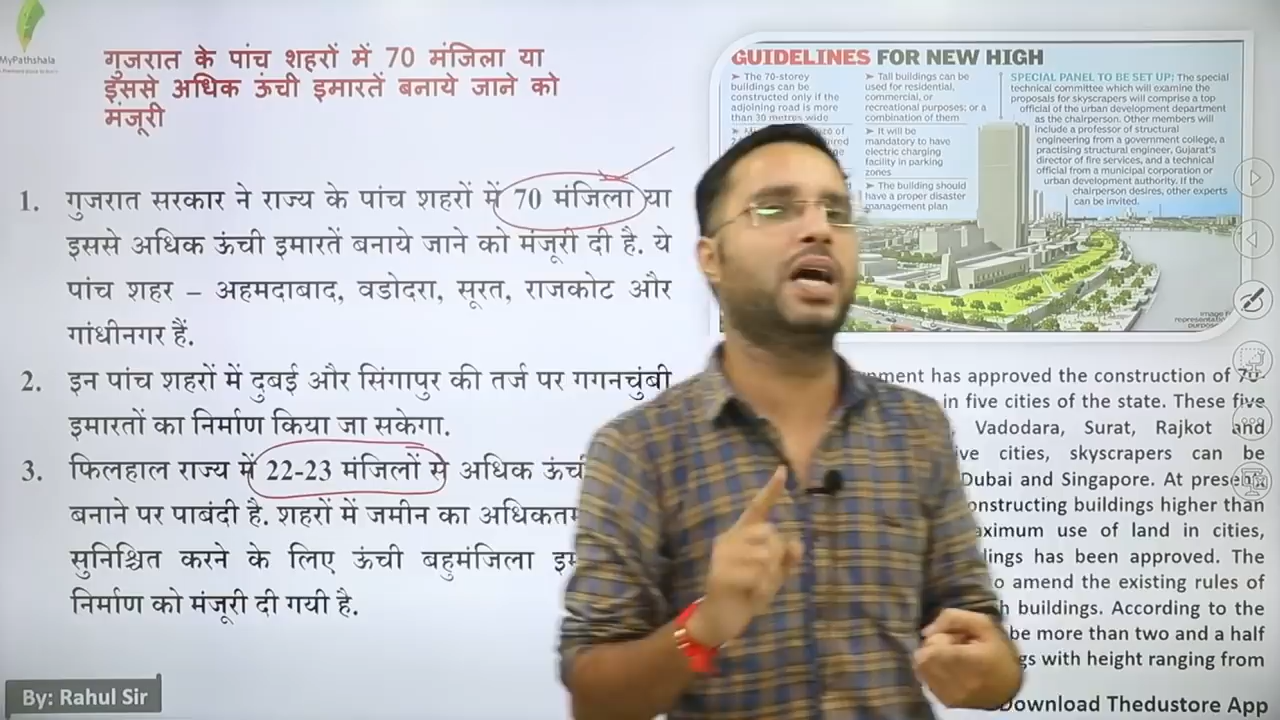 MyPathshala
गुजरात के पांच शहरों में 70 मंजिला या
इससे अधिक ऊंची इमारतें बनाये जाने को
मंजूरी
1. गुजरात सरकार ने राज्य के पांच शहरों में 70 मंजिला या
इससे अधिक ऊंची इमारतें बनाये जाने को मंजूरी दी है. ये
पांच शहर – अहमदाबाद, वडोदरा, सूरत, राजकोट और
गांधीनगर हैं.
2. इन पांच शहरों में दुबई और सिंगापुर की तर्ज पर गगनचुंबी
इमारतों का निर्माण किया जा सकेगा.
3. फिलहाल राज्य में 22-23 मंजिलों से अधिक ऊंची
बनाने पर पाबंदी है. शहरों में जमीन का
सुनिश्चित करने के लिए ऊंची बहुमंजिला
निर्माण को मंजूरी दी गयी है.
By: Rahul Sir
GUIDELINES FOR NEW HIGH
➤ The 70-storey
buildings can be
constructed only if the
adjoining road is more
than 30 metres wide
➤ Tall buildings can be
used for residential,
commercial, or
recreational purposes; or a
combination of them
➤ It will be
mandatory to have
electric charging
facility in parking
zones
➤ The building should
have a proper disaster
management plan
SPECIAL PANEL TO BE SET UP: The special
technical committee which will examine the
proposals for skyscrapers will comprise a top
official of the urban development department
as the chairperson. Other members will
include a professor of structural
engineering from a government college, a
practising structural engineer, Gujarat's
director of fire services, and a technical
official from a municipal corporation or
urban development authority. If the
chairperson desires, other experts
can be invited.
has approved the construction of 70-
in five cities of the state. These five
, Vadodara, Surat, Rajkot and
cities, skyscrapers can be
Dubai and Singapore. At present,
constructing buildings higher than
maximum use of land in cities,
has been approved. The
amend the existing rules of
buildings. According to the
be more than two and a half
with height ranging from
Download Thedustore App